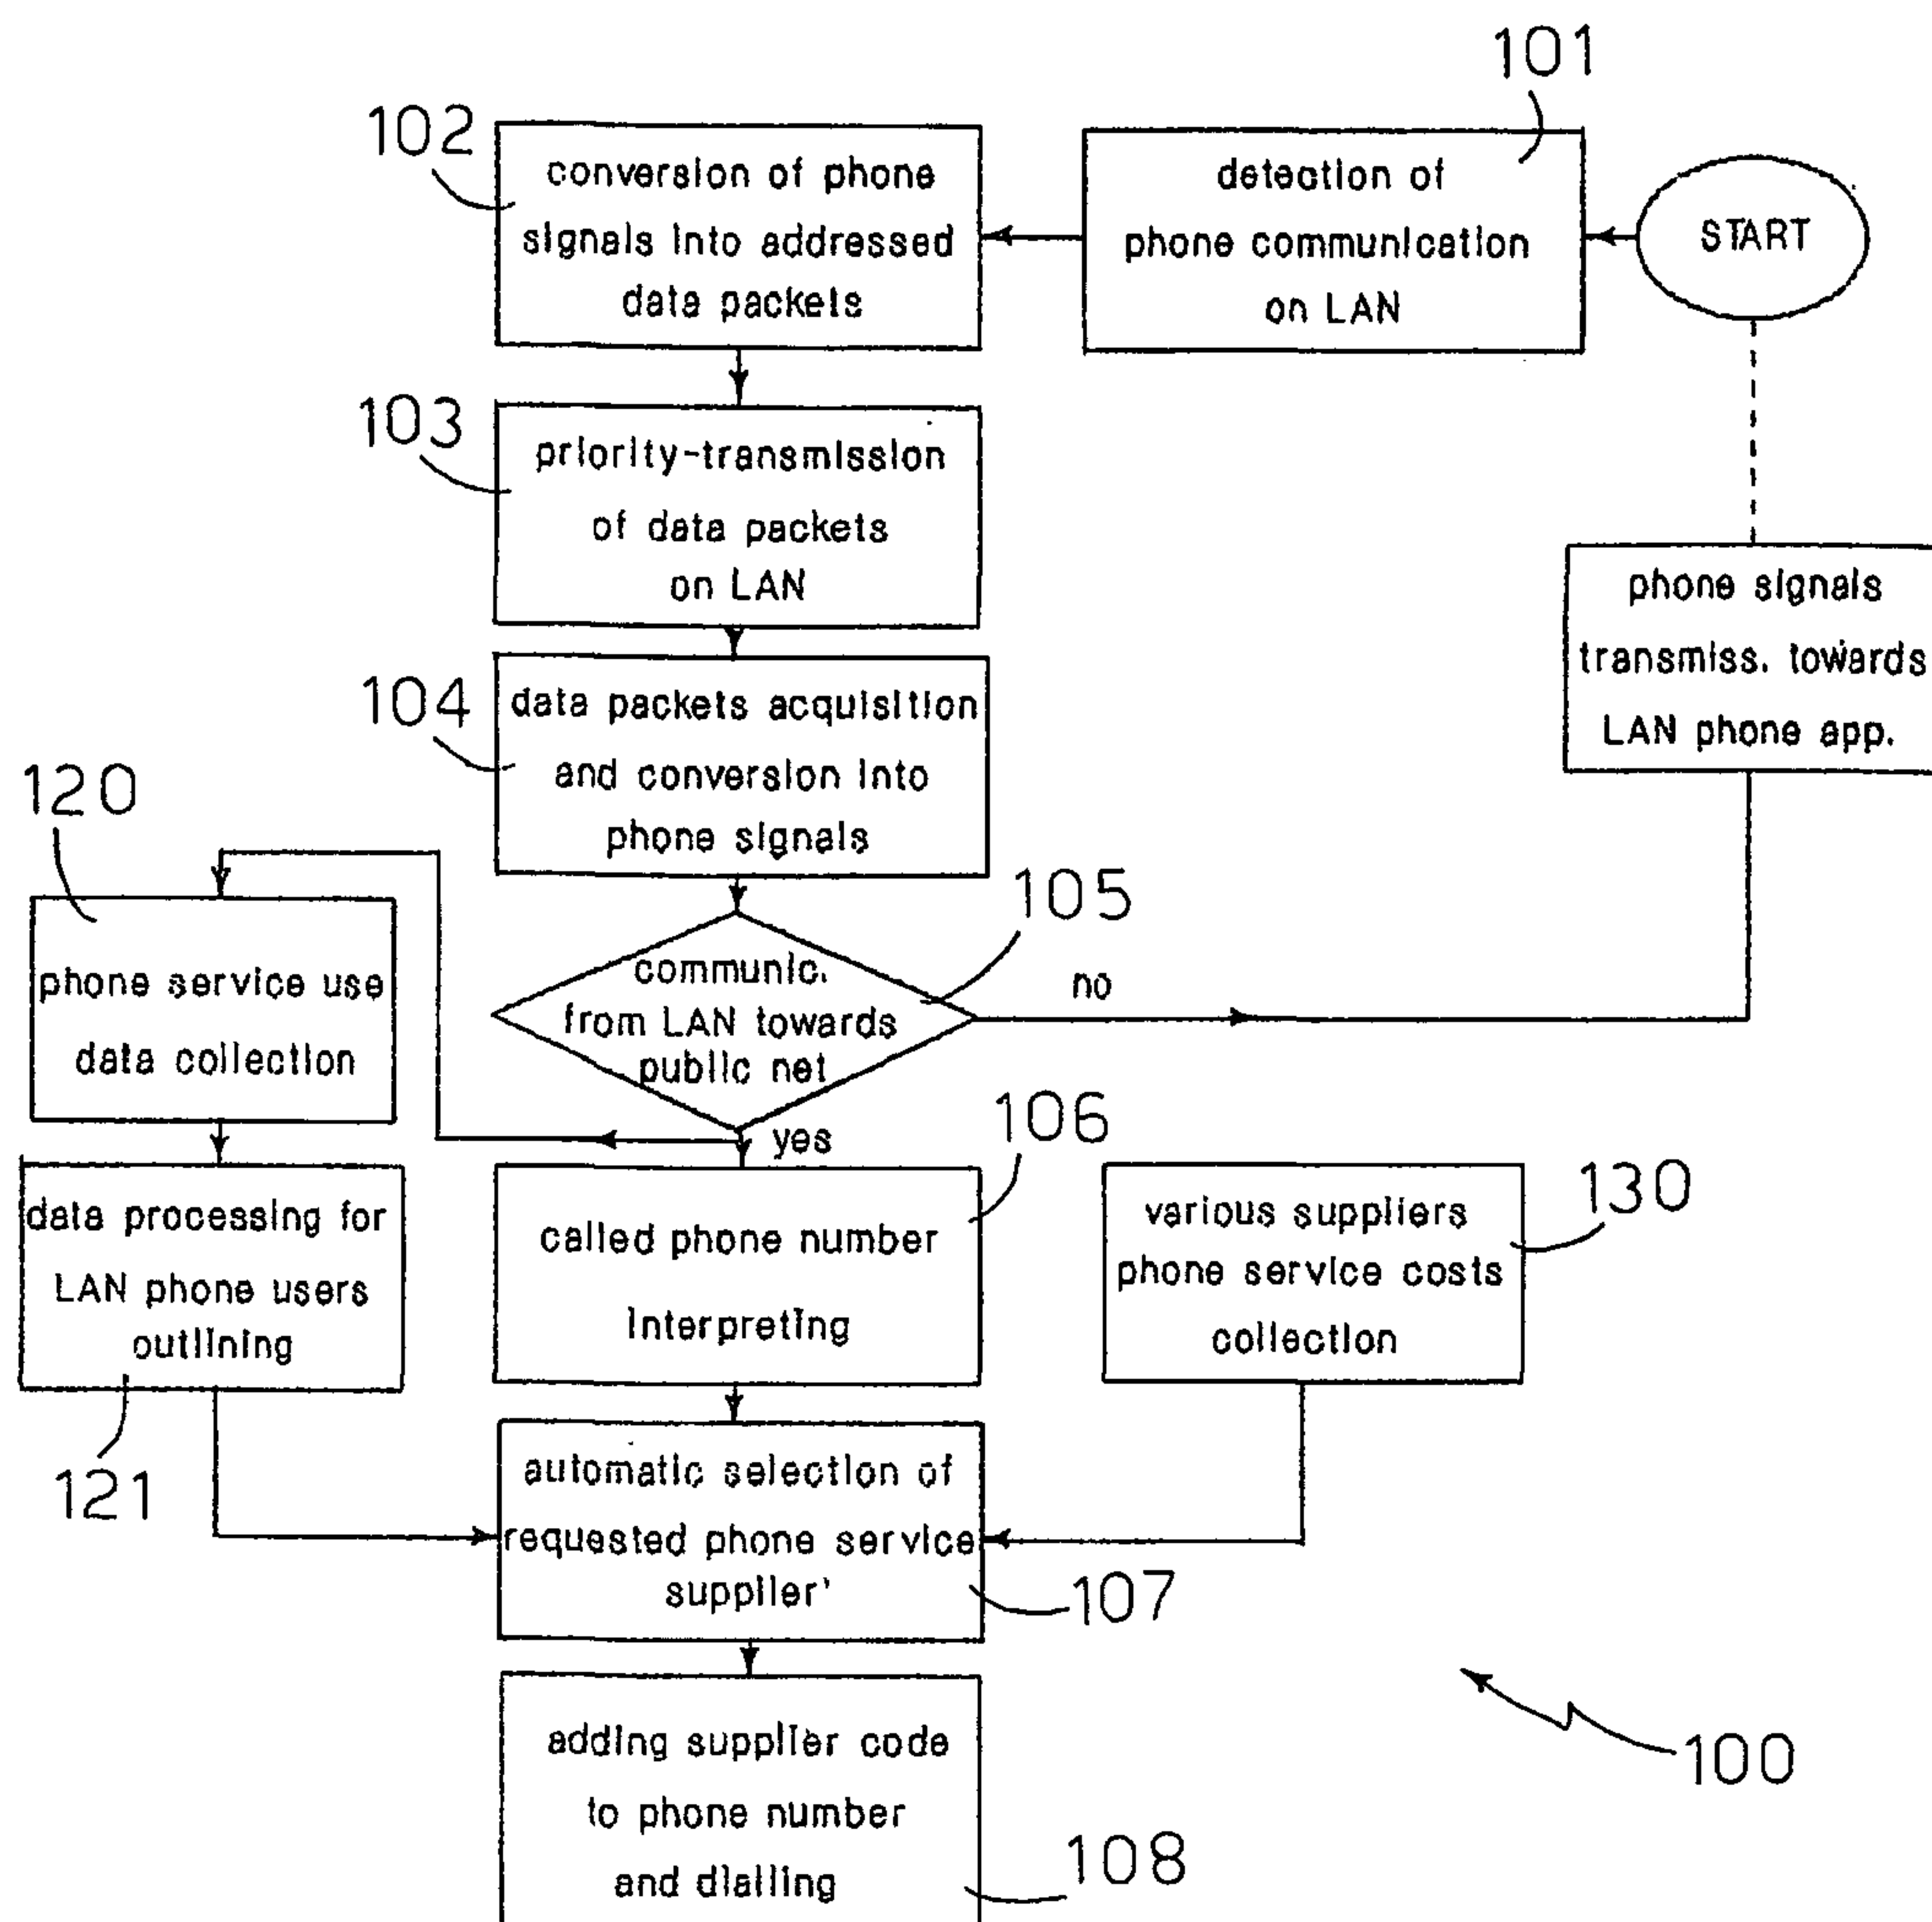 101
102
conversion of phone
signals into addressed
data packets
detection of
phone communication
on LAN
START
103
priority-transmission
of data packets
on LAN
phone signals
transmiss. towards
LAN phone app.
104
data packets acquisition
and conversion into
phone signals
120
105
communic.
from LAN towards
public net
no
phone service use
data collection
yes
106
130
data processing for
LAN phone users
outlining
called phone number
interpreting
various suppliers
phone service costs
collection
121
automatic selection of
requested phone service
supplier'
107
adding supplier code
to phone number
and dialling
108
100